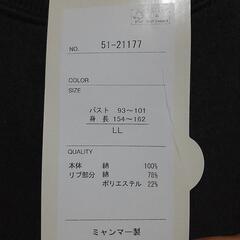 NO. 51-21177
COLOR
SIZE
バスト 93～101
身長 154～162
LL
QUALITY
本体 綿 100%
リブ部分 綿 78%
ポリエステル 22%
ミャンマー製